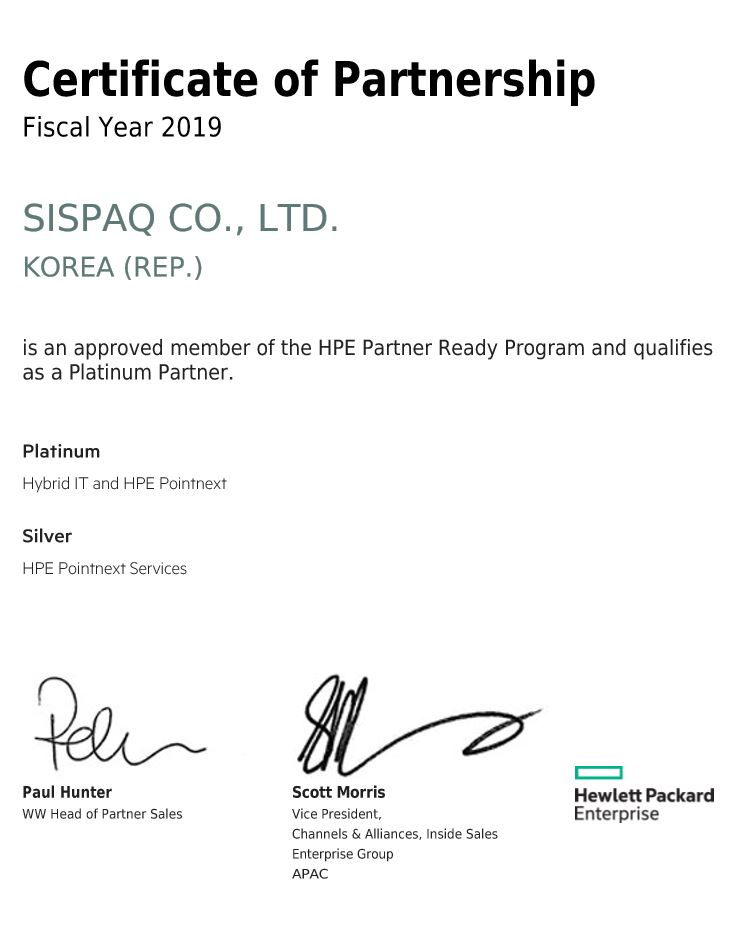 Certificate of Partnership
Fiscal Year 2019
SISPAQ CO., LTD.
KOREA (REP.)
is an approved member of the HPE Partner Ready Program and qualifies
as a Platinum Partner.
Platinum
Hybrid IT and HPE Pointnext
Silver
HPE Pointnext Services
Paul Hunter
WW Head of Partner Sales
Scott Morris
Vice President,
Channels & Alliances, Inside Sales
Enterprise Group
APAC
Hewlett Packard
Enterprise